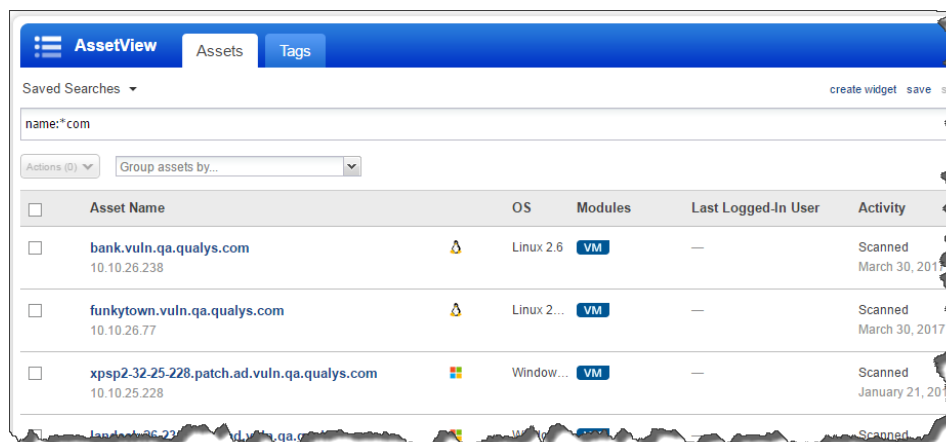 AssetView Assets Tags
Saved Searches create widget save
name:*com
Actions (0) Group assets by...
Asset Name OS Modules Last Logged-In User Activity
bank.vuln.qa.qualys.com Linux 2.6 VM — Scanned
10.10.26.238 March 30, 2017
funkytown.vuln.qa.qualys.com Linux 2... VM — Scanned
10.10.26.77 March 30, 2017
xpsp2-32-25-228.patch.ad.vuln.qa.qualys.com Window... VM — Scanned
10.10.25.228 January 21, 201
Scanned